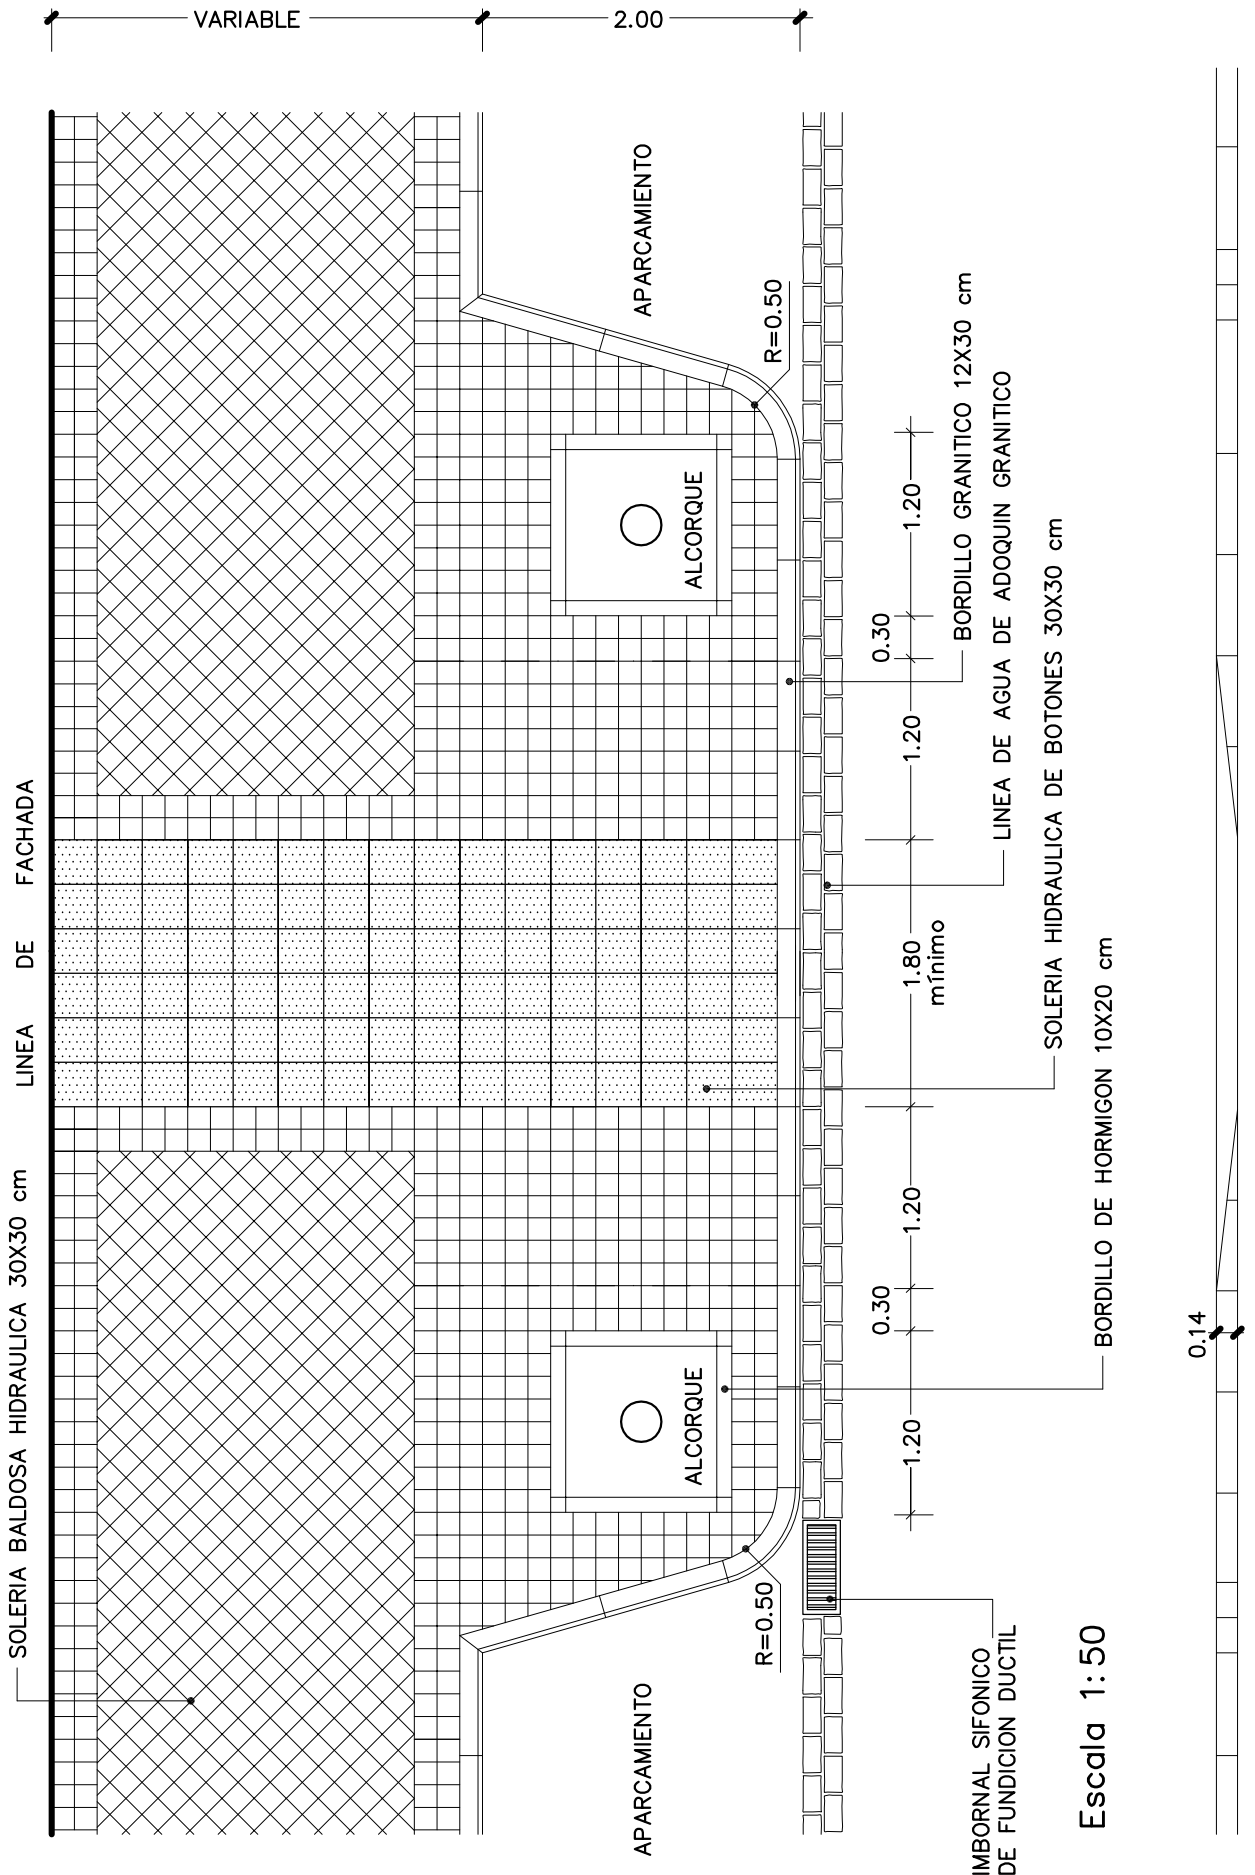 VARIABLE
2.00
LINEA DE FACHADA
SOLERIA BALDOSA HIDRAULICA 30X30 cm
APARCAMIENTO
R=0.50
ALCORQUE
BORDILLO GRANITICO 12X30 cm
LINEA DE AGUA DE ADOQUIN GRANITICO
SOLERIA HIDRAULICA DE BOTONES 30X30 cm
BORDILLO DE HORMIGON 10X20 cm
1.20
0.30
1.20
1.80
mínimo
1.20
0.30
1.20
ALCORQUE
R=0.50
APARCAMIENTO
IMBORNAL SIFONICO
DE FUNDICION DUCTIL
Escala 1:50
0.14